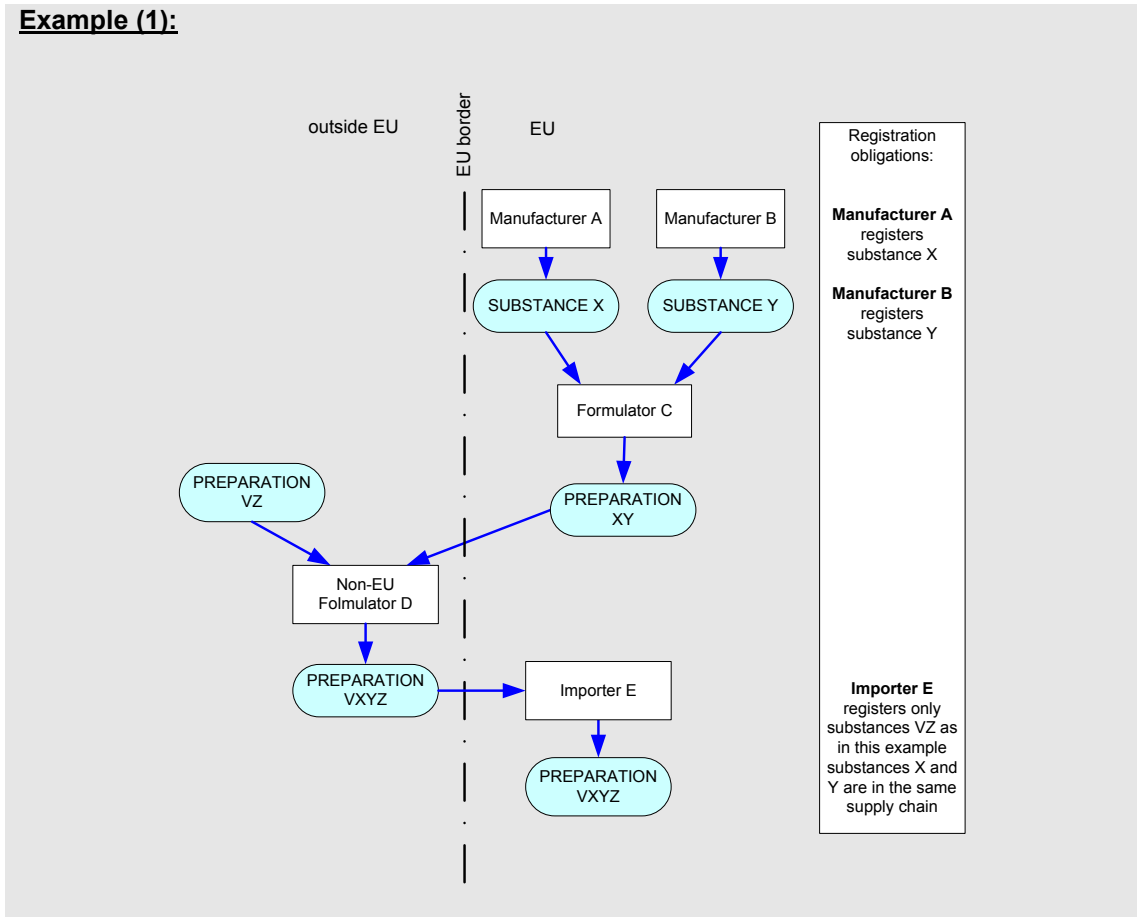 Example (1):
outside EU
EU border
EU
Manufacturer A
Manufacturer B
SUBSTANCE X
SUBSTANCE Y
Formulator C
PREPARATION
VZ
PREPARATION
XY
Non-EU
Folmulator D
PREPARATION
VXYZ
Importer E
PREPARATION
VXYZ
Registration
obligations:
Manufacturer A
registers
substance X
Manufacturer B
registers
substance Y
Importer E
registers only
substances VZ as
in this example
substances X and
Y are in the same
supply chain